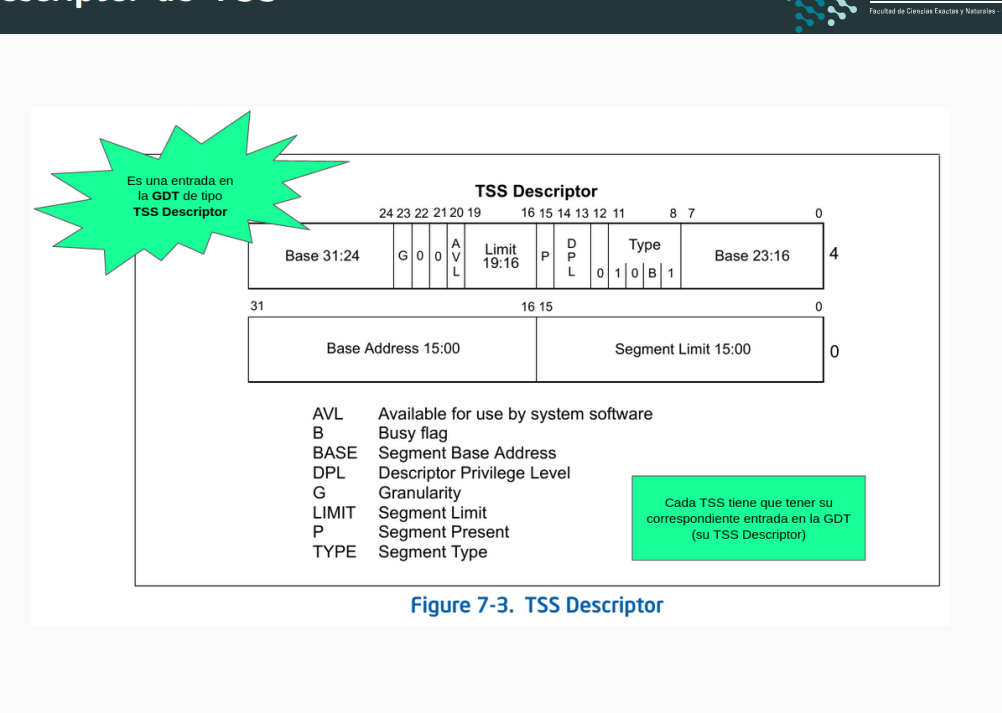 de TSS
Facultad de Ciencias Exactas y Naturales -
Es una entrada en
la GDT de tipo
TSS Descriptor
TSS Descriptor
24 23 22 21 20 19 16 15 14 13 12 11 8 7 0
Base 31:24 G 0 0 AVL Limit 19:16 P DPL 0 Type 1 0 B 1 Base 23:16 4
31 16 15 0
Base Address 15:00 Segment Limit 15:00 0
AVL Available for use by system software
B Busy flag
BASE Segment Base Address
DPL Descriptor Privilege Level
G Granularity
LIMIT Segment Limit
P Segment Present
TYPE Segment Type
Cada TSS tiene que tener su
correspondiente entrada en la GDT
(su TSS Descriptor)
Figure 7-3. TSS Descriptor